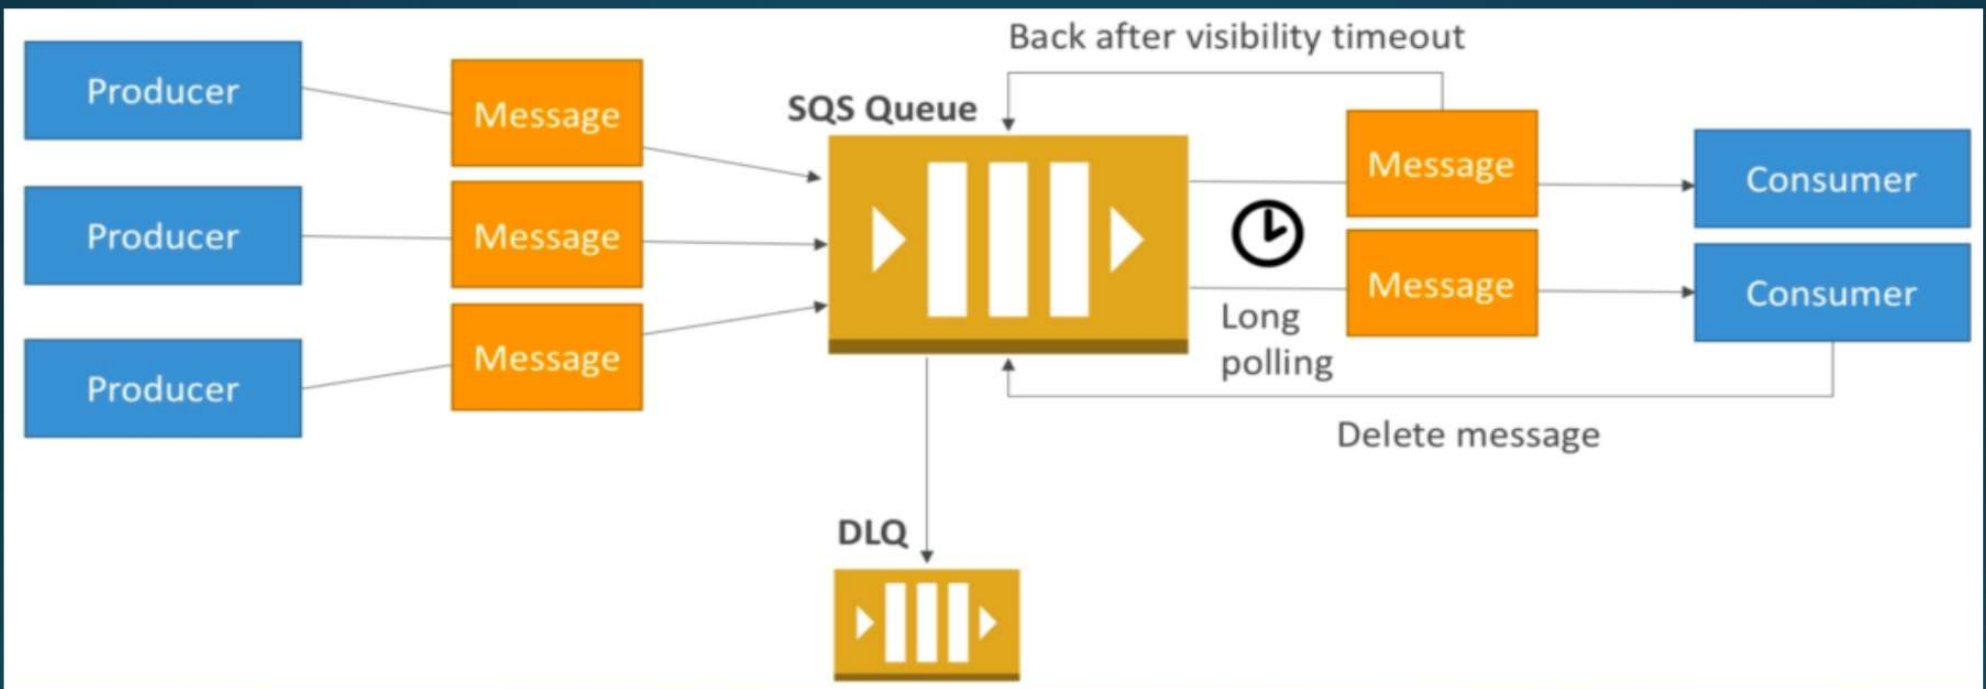 Back after visibility timeout
Producer
Message
SQS Queue
Message
Consumer
Producer
Message
Message
Consumer
Long
polling
Producer
Message
Delete message
DLQ